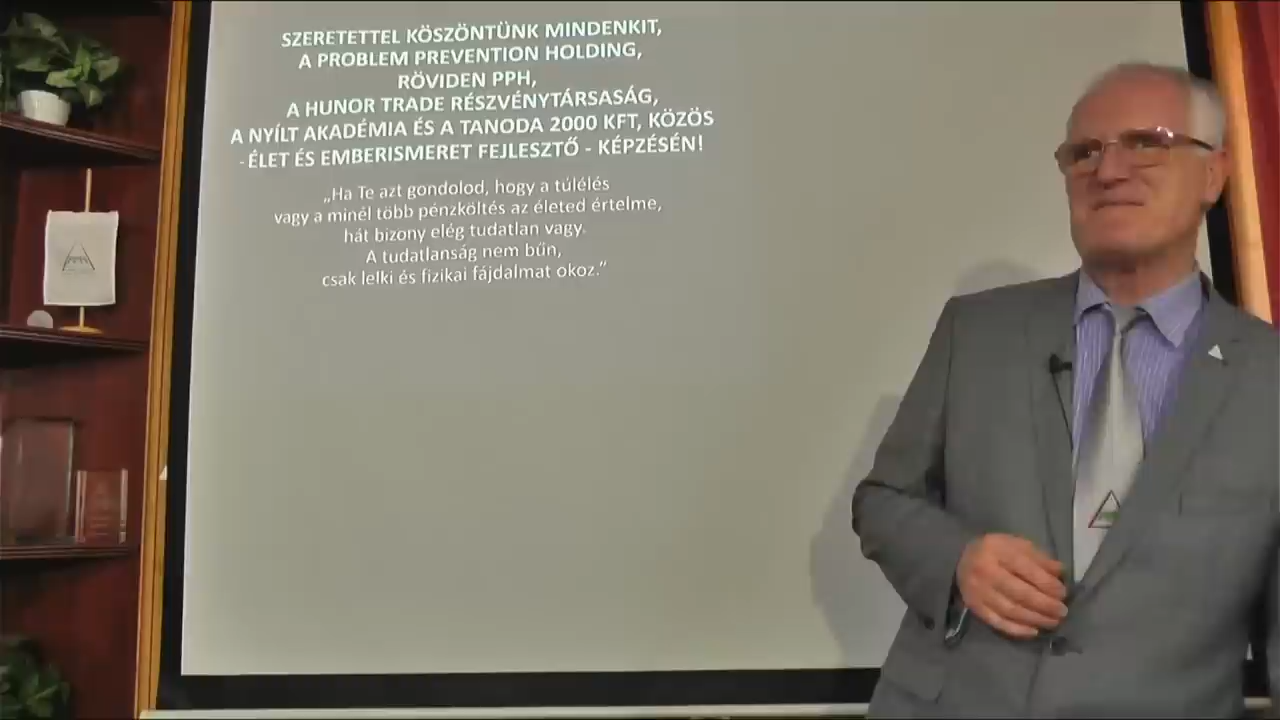 SZERETETTEL KÖSZÖNTÜNK MINDENKIT,
A PROBLEM PREVENTION HOLDING,
RÖVIDEN PPH,
A HUNOR TRADE RÉSZVÉNYTÁRSASÁG,
A NYÍLT AKADÉMIA ÉS A TANODA 2000 KFT, KÖZÖS
- ÉLET ÉS EMBERISMERET FEJLESZTŐ - KÉPZÉSÉN!
„Ha Te azt gondolod, hogy a túlélés
vagy a minél több pénzköltés az életed értelme,
hát bizony elég tudatlan vagy.
A tudatlanság nem bűn,
csak lelki és fizikai fájdalmat okoz.”